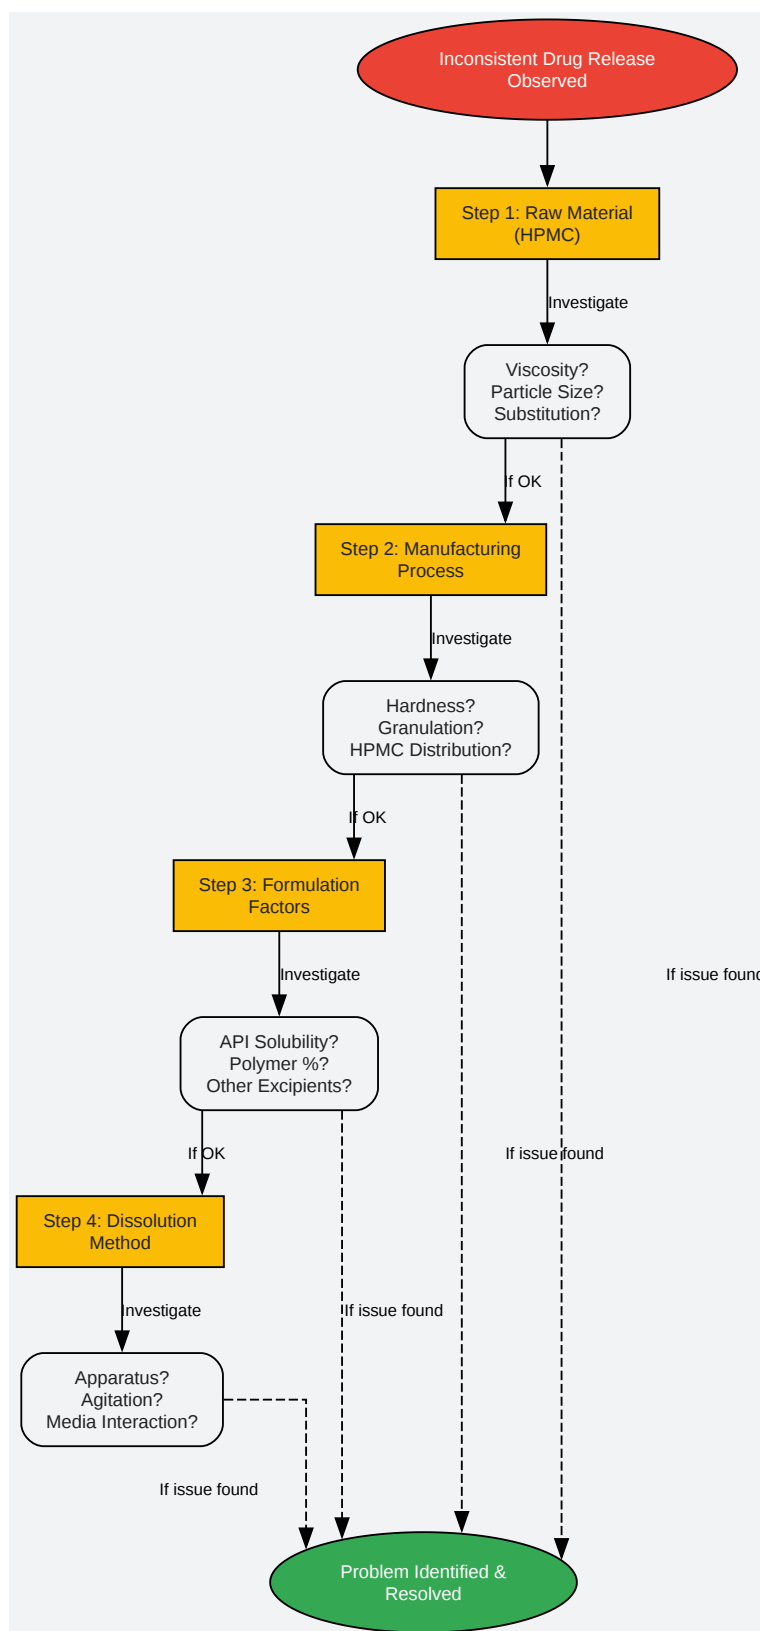 Inconsistent Drug Release
Observed
Step 1: Raw Material
(HPMC)
Investigate
Viscosity?
Particle Size?
Substitution?
If OK
Step 2: Manufacturing
Process
Investigate
Hardness?
Granulation?
HPMC Distribution?
If OK
Step 3: Formulation
Factors
Investigate
If issue found
API Solubility?
Polymer %?
Other Excipients?
If OK
If issue found
Step 4: Dissolution
Method
Investigate
If issue found
Apparatus?
Agitation?
Media Interaction?
If issue found
Problem Identified &
Resolved